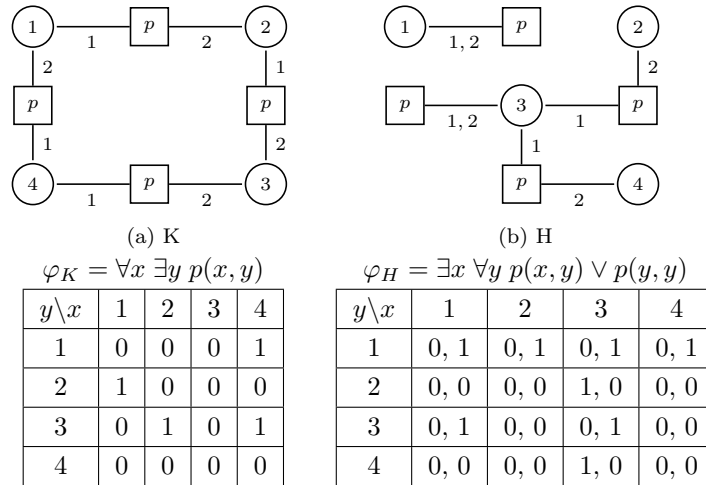 1 p 2
1 2
2 1
p p
1 2
4 p 3
1 2
(a) K
1 p 2
1, 2
2
p 3 p
1, 2 1
1
p 4
2
(b) H
φ_K = ∀x ∃y p(x, y)
y\x 1 2 3 4
1 0 0 0 1
2 1 0 0 0
3 0 1 0 1
4 0 0 0 0
φ_H = ∃x ∀y p(x, y) ∨ p(y, y)
y\x 1 2 3 4
1 0, 1 0, 1 0, 1 0, 1
2 0, 0 0, 0 1, 0 0, 0
3 0, 1 0, 0 0, 1 0, 0
4 0, 0 0, 0 1, 0 0, 0